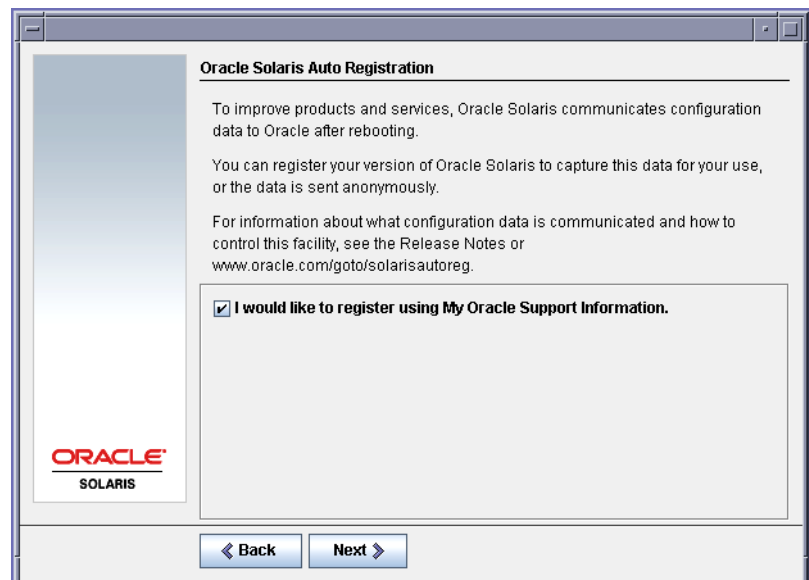 Oracle Solaris Auto Registration
To improve products and services, Oracle Solaris communicates configuration
data to Oracle after rebooting.
You can register your version of Oracle Solaris to capture this data for your use,
or the data is sent anonymously.
For information about what configuration data is communicated and how to
control this facility, see the Release Notes or
www.oracle.com/goto/solarisautoreg.
I would like to register using My Oracle Support Information.
ORACLE
SOLARIS
Back
Next